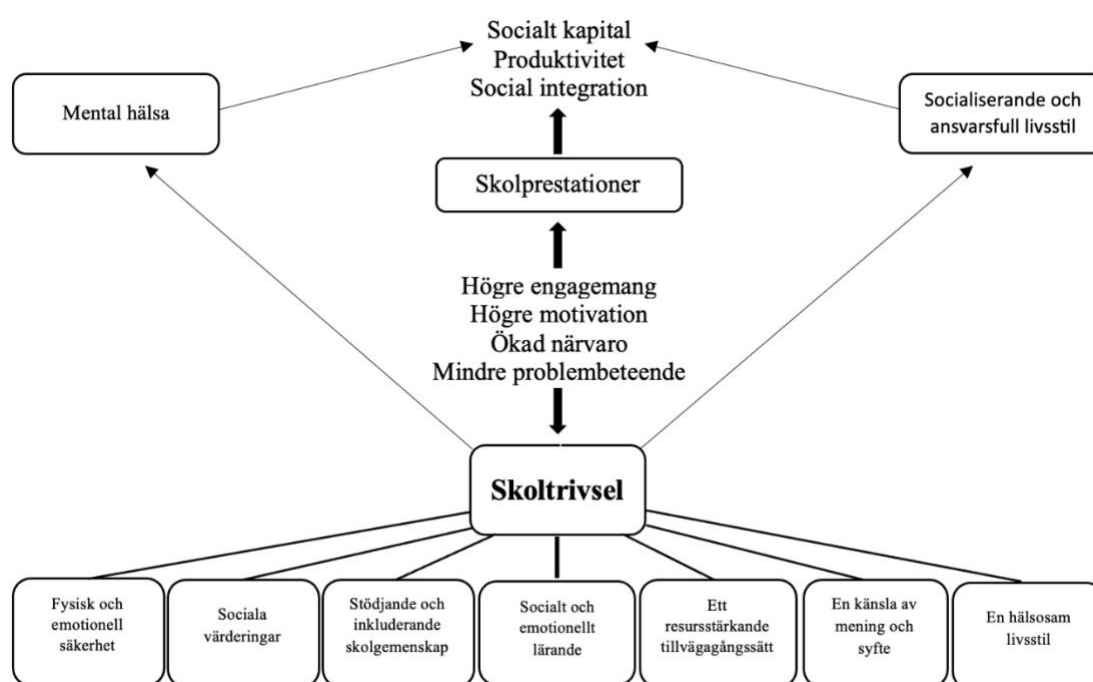 Socialt kapital
Produktivitet
Social integration
Mental hälsa
Socialiserande och
ansvarsfull livsstil
Skolprestationer
Högre engagemang
Högre motivation
Ökad närvaro
Mindre problembeteende
Skoltrivsel
Fysisk och
emotionell
säkerhet
Sociala
värderingar
Stödjande och
inkluderande
skolgemenskap
Socialt och
emotionellt
lärande
Ett
resursstärkande
tillvägagångssätt
En känsla av
mening och
syfte
En hälsosam
livsstil